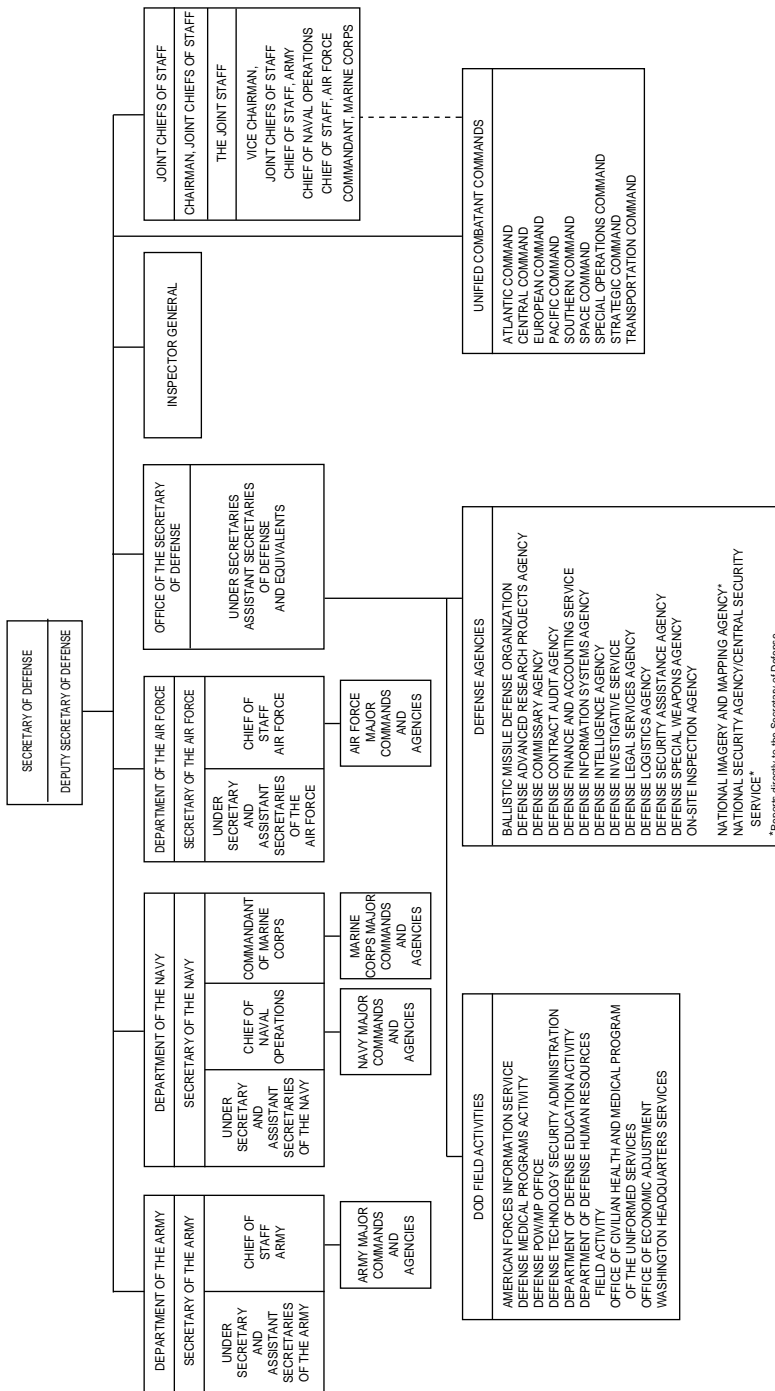 SECRETARY OF DEFENSE
DEPUTY SECRETARY OF DEFENSE
DEPARTMENT OF THE ARMY
SECRETARY OF THE ARMY
UNDER
SECRETARY
AND
ASSISTANT
SECRETARIES
OF THE ARMY
CHIEF OF
STAFF
ARMY
ARMY MAJOR
COMMANDS
AND
AGENCIES
DEPARTMENT OF THE NAVY
SECRETARY OF THE NAVY
UNDER
SECRETARY
AND
ASSISTANT
SECRETARIES
OF THE NAVY
CHIEF OF
NAVAL
OPERATIONS
COMMANDANT
OF MARINE
CORPS
NAVY MAJOR
COMMANDS
AND
AGENCIES
MARINE
CORPS MAJOR
COMMANDS
AND
AGENCIES
DEPARTMENT OF THE AIR FORCE
SECRETARY OF THE AIR FORCE
UNDER
SECRETARY
AND
ASSISTANT
SECRETARIES
OF THE
AIR FORCE
CHIEF OF
STAFF
AIR FORCE
AIR FORCE
MAJOR
COMMANDS
AND
AGENCIES
OFFICE OF THE SECRETARY
OF DEFENSE
UNDER SECRETARIES
ASSISTANT SECRETARIES
OF DEFENSE
AND EQUIVALENTS
INSPECTOR GENERAL
JOINT CHIEFS OF STAFF
CHAIRMAN, JOINT CHIEFS OF STAFF
THE JOINT STAFF
VICE CHAIRMAN,
JOINT CHIEFS OF STAFF
CHIEF OF STAFF, ARMY
CHIEF OF NAVAL OPERATIONS
CHIEF OF STAFF, AIR FORCE
COMMANDANT, MARINE CORPS
DOD FIELD ACTIVITIES
AMERICAN FORCES INFORMATION SERVICE
DEFENSE MEDICAL PROGRAMS ACTIVITY
DEFENSE POW/MP OFFICE
DEFENSE TECHNOLOGY SECURITY ADMINISTRATION
DEPARTMENT OF DEFENSE EDUCATION ACTIVITY
DEPARTMENT OF DEFENSE HUMAN RESOURCES
FIELD ACTIVITY
OFFICE OF CIVILIAN HEALTH AND MEDICAL PROGRAM
OF THE UNIFORMED SERVICES
OFFICE OF ECONOMIC ADJUSTMENT
WASHINGTON HEADQUARTERS SERVICES
DEFENSE AGENCIES
BALLISTIC MISSILE DEFENSE ORGANIZATION
DEFENSE ADVANCED RESEARCH PROJECTS AGENCY
DEFENSE COMMISSARY AGENCY
DEFENSE CONTRACT AUDIT AGENCY
DEFENSE FINANCE AND ACCOUNTING SERVICE
DEFENSE INFORMATION SYSTEMS AGENCY
DEFENSE INTELLIGENCE AGENCY
DEFENSE INVESTIGATIVE SERVICE
DEFENSE LEGAL SERVICES AGENCY
DEFENSE LOGISTICS AGENCY
DEFENSE SECURITY ASSISTANCE AGENCY
DEFENSE SPECIAL WEAPONS AGENCY
ON-SITE INSPECTION AGENCY
NATIONAL IMAGERY AND MAPPING AGENCY*
NATIONAL SECURITY AGENCY/CENTRAL SECURITY
SERVICE*
*Reports directly to the Secretary of Defense
UNIFIED COMBATANT COMMANDS
ATLANTIC COMMAND
CENTRAL COMMAND
EUROPEAN COMMAND
PACIFIC COMMAND
SOUTHERN COMMAND
SPACE COMMAND
SPECIAL OPERATIONS COMMAND
STRATEGIC COMMAND
TRANSPORTATION COMMAND